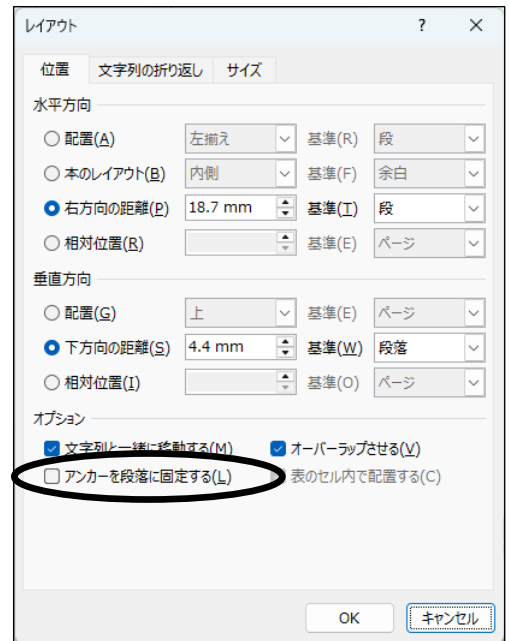 レイアウト ? ×
位置 文字列の折り返し サイズ
水平方向
配置(A) 左揃え 基準(R) 段
本のレイアウト(B) 内側 基準(F) 余白
右方向の距離(P) 18.7 mm 基準(T) 段
相対位置(R) 基準(E) ページ
垂直方向
配置(G) 上 基準(E) ページ
下方向の距離(S) 4.4 mm 基準(W) 段落
相対位置(I) 基準(O) ページ
オプション
文字列と一緒に移動する(M) オーバーラップさせる(V)
アンカーを段落に固定する(L) 表のセル内で配置する(C)
OK キャンセル